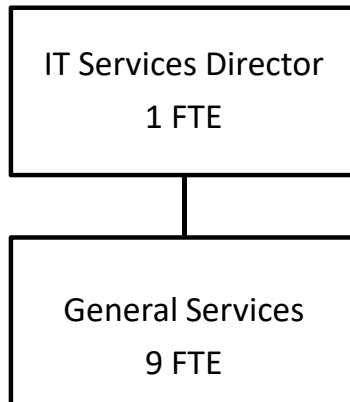 IT Services Director
1 FTE
General Services
9 FTE